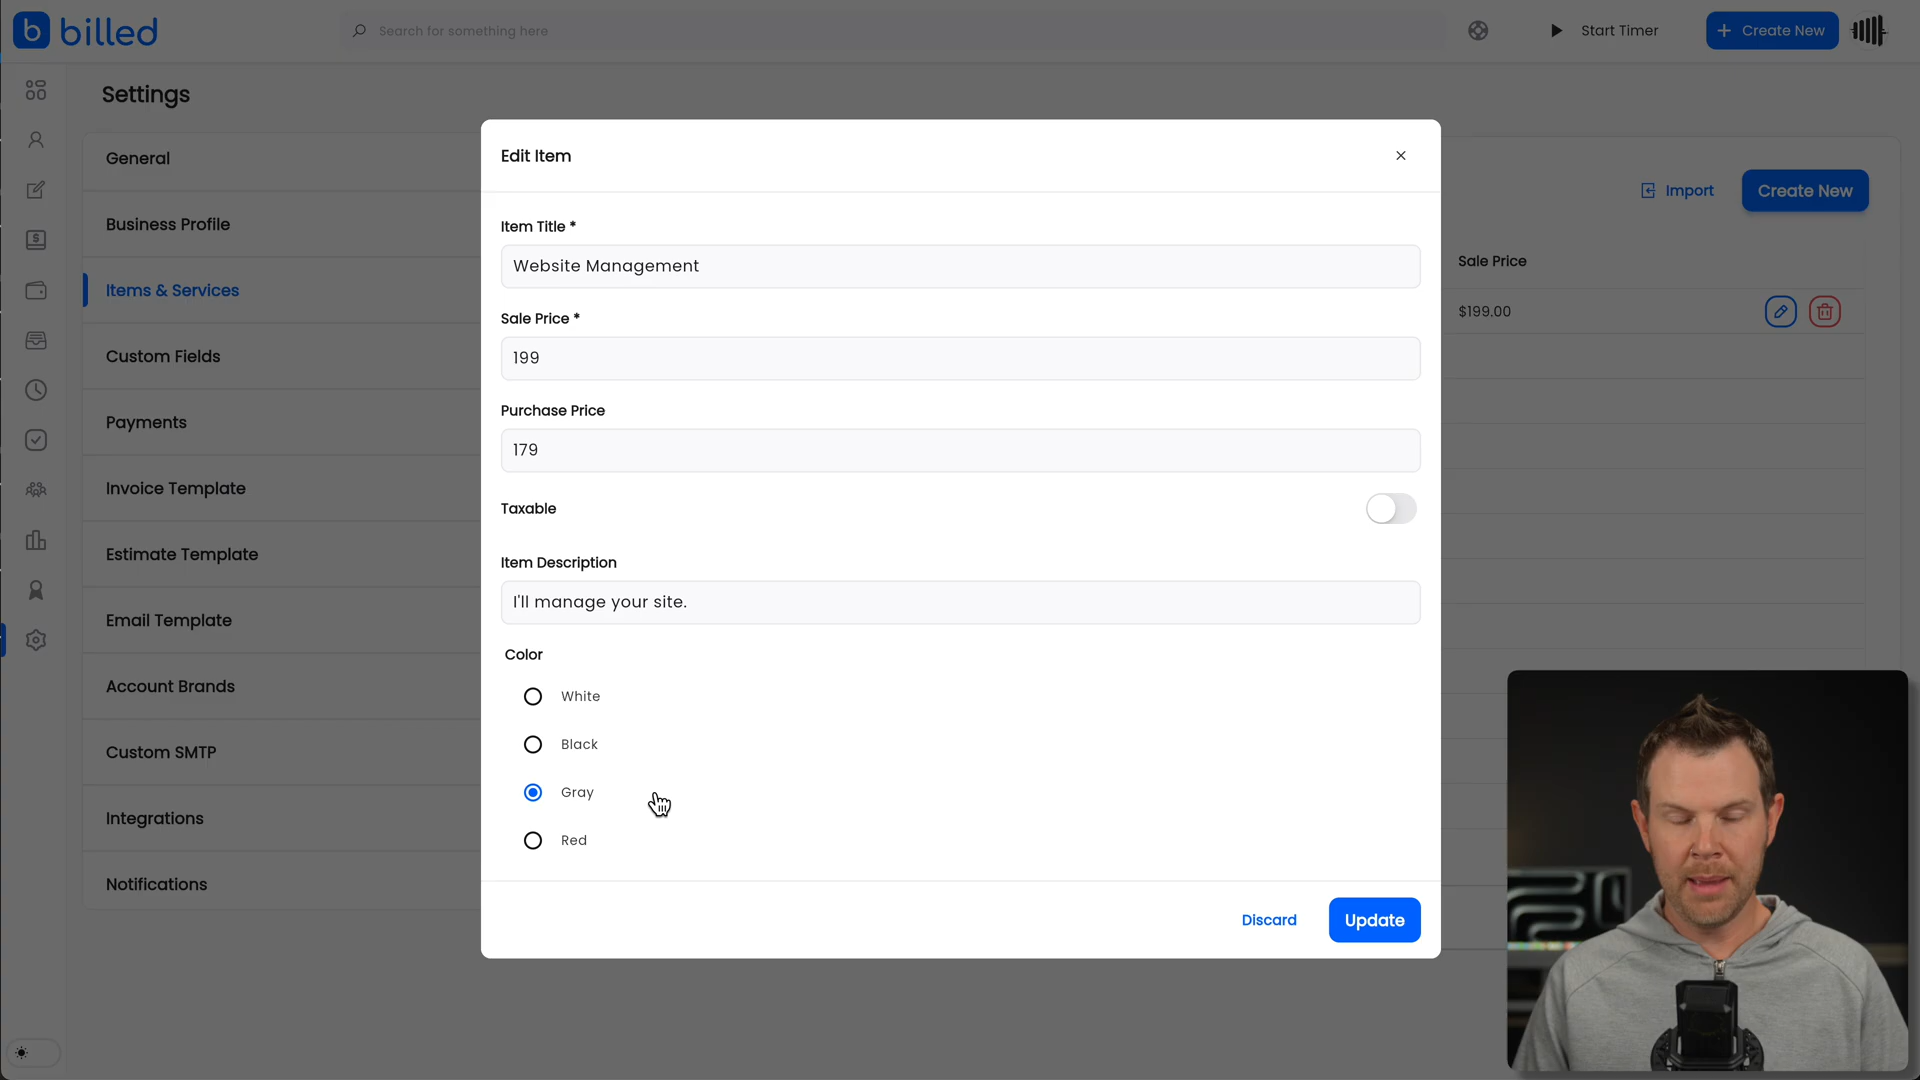 b billed
Search for something here
Start Timer
+ Create New
Settings
General
Business Profile
Items & Services
Custom Fields
Payments
Invoice Template
Estimate Template
Email Template
Account Brands
Custom SMTP
Integrations
Notifications
Import
Create New
Sale Price
$199.00
Edit Item
Item Title *
Website Management
Sale Price *
199
Purchase Price
179
Taxable
Item Description
I'll manage your site.
Color
White
Black
Gray
Red
Discard
Update